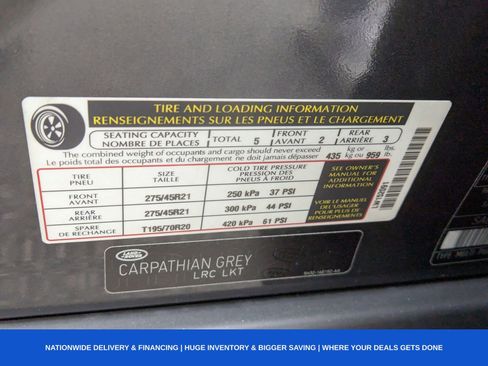 TIRE AND LOADING INFORMATION
RENSEIGNEMENTS SUR LES PNEUS ET LE CHARGEMENT
SEATING CAPACITY
NOMBRE DE PLACES
TOTAL 5
FRONT
AVANT 2
REAR
ARRIÈRE 3
The combined weight of occupants and cargo should never exceed
Le poids total des occupants et du chargement ne doit jamais dépasser
435 kg or kg ou 959 lbs. lb.
TIRE
PNEU
SIZE
TAILLE
COLD TIRE PRESSURE
PRESSION DES
PNEUS À FROID
SEE OWNER'S
MANUAL FOR
ADDITIONAL
INFORMATION
FRONT
AVANT
275/45R21
250 kPa 37 PSI
REAR
ARRIÈRE
275/45R21
300 kPa 44 PSI
SPARE
DE RECHANGE
T195/70R20
420 kPa 61 PSI
VOIR LE MANUEL
DE L'USAGER
POUR PLUS DE
RENSEIGNEMENTS
LAND ROVER
CARPATHIAN GREY
LRC LKT
NATIONWIDE DELIVERY & FINANCING | HUGE INVENTORY & BIGGER SAVING | WHERE YOUR DEALS GETS DONE